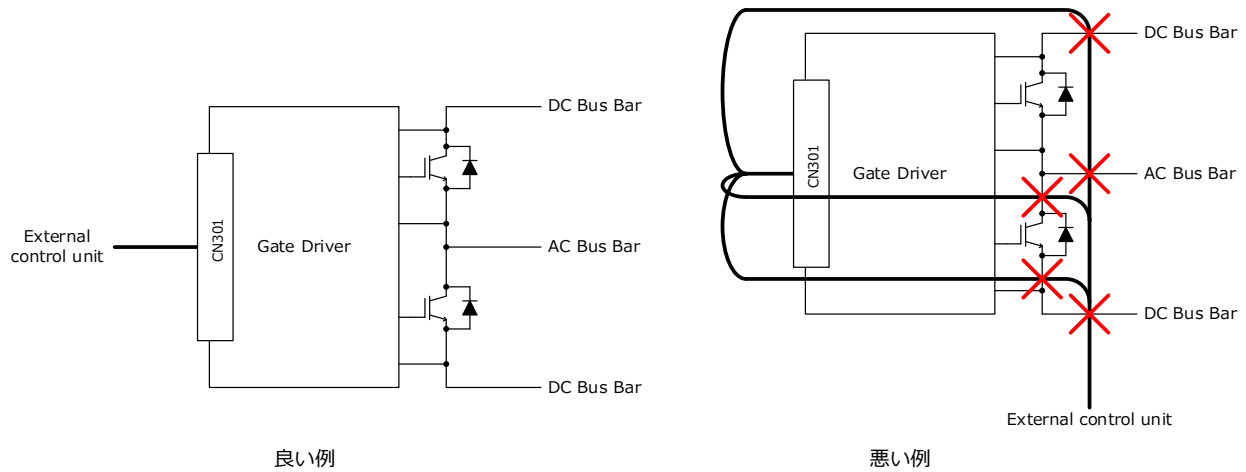 DC Bus Bar
External
control unit
CN301
Gate Driver
AC Bus Bar
DC Bus Bar
良い例
DC Bus Bar
CN301
Gate Driver
AC Bus Bar
DC Bus Bar
External control unit
悪い例